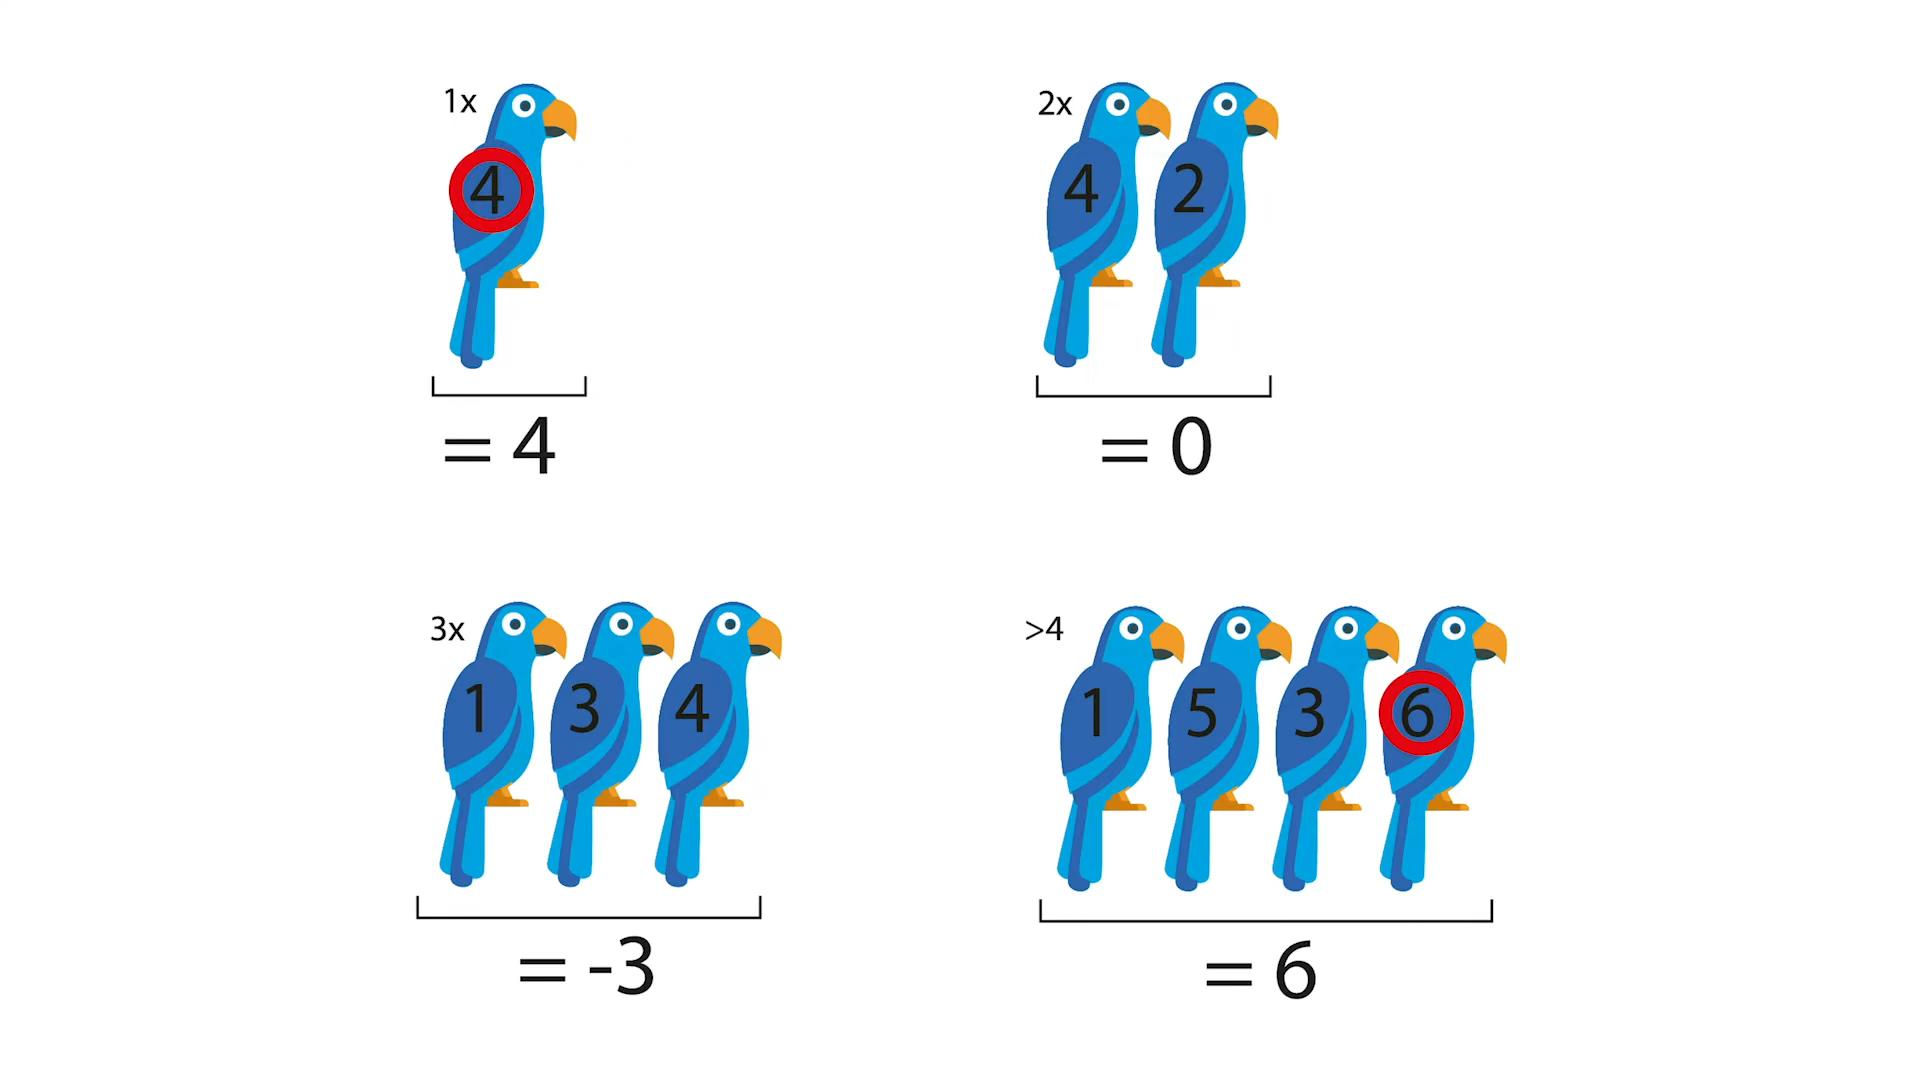 1x
4
= 4
2x
4 2
= 0
3x
1 3 4
= -3
>4
1 5 3 6
= 6